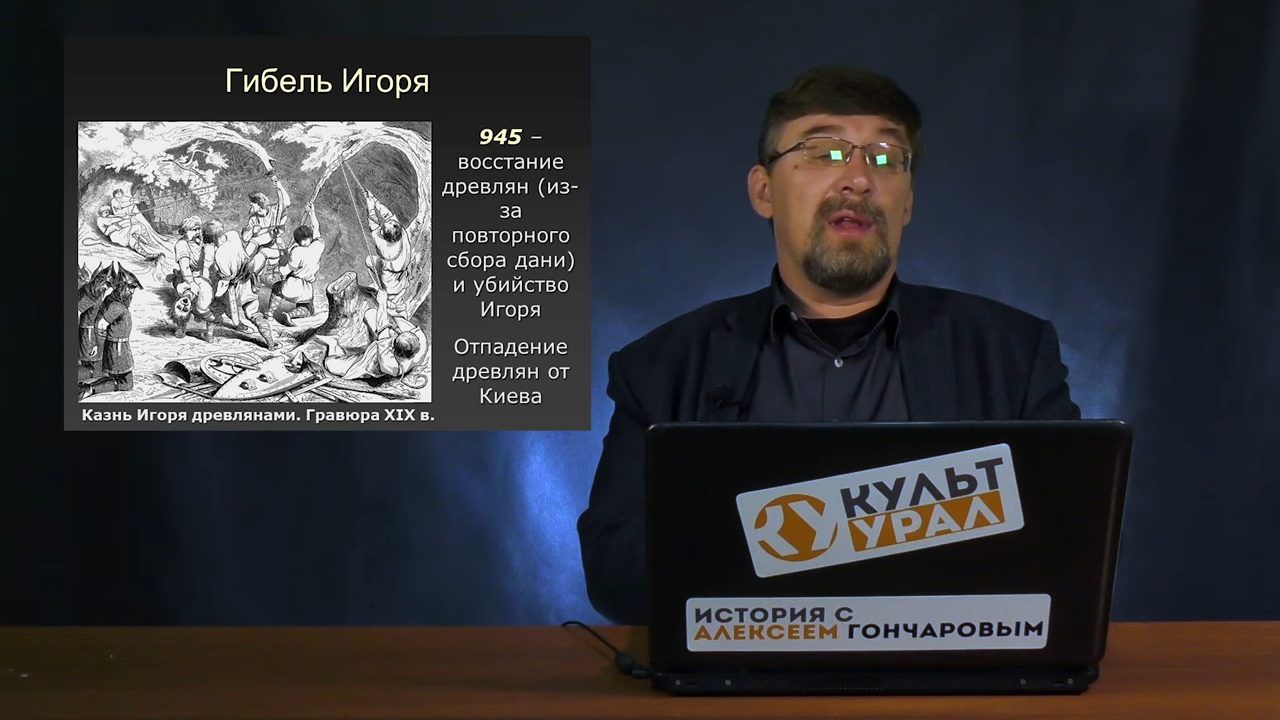 Гибель Игоря
945 –
восстание
древлян (из-
за
повторного
сбора дани)
и убийство
Игоря
Отпадение
древлян от
Киева
Казнь Игоря древлянами. Гравюра XIX в.
КУ КУЛЬТ
УРАЛ
ИСТОРИЯ С
АЛЕКСЕЕМ ГОНЧАРОВЫМ